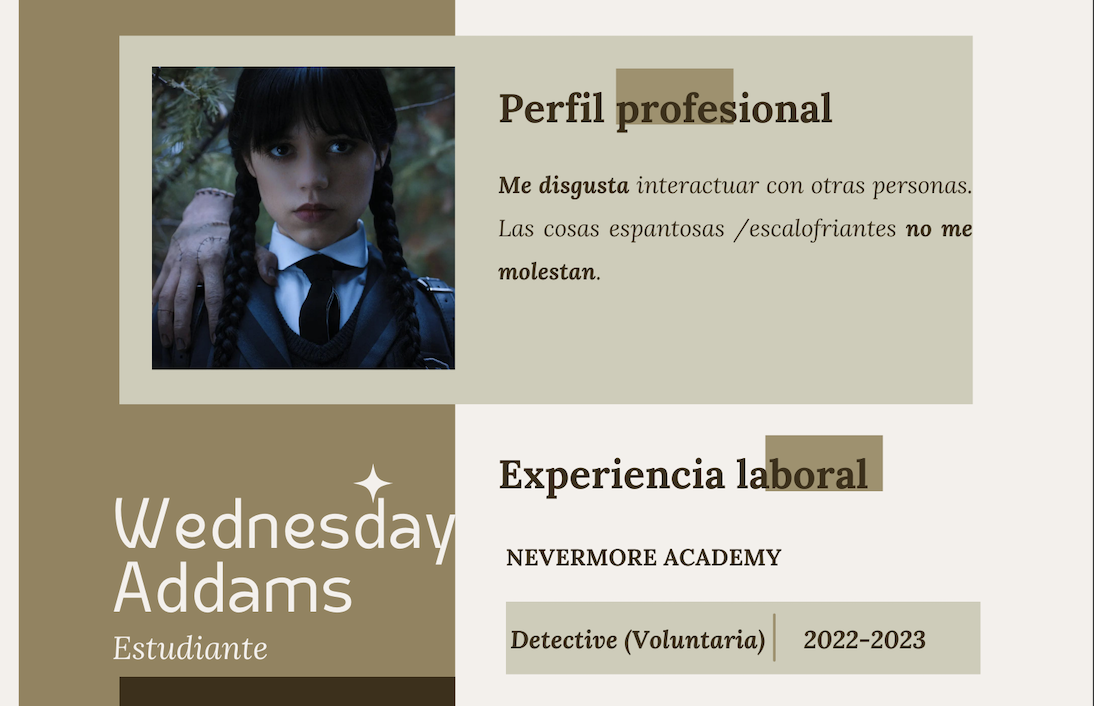 Perfil profesional
Me disgusta interactuar con otras personas.
Las cosas espantosas /escalofriantes no me
molestan.
Wednesday
Addams
Estudiante
Experiencia laboral
NEVERMORE ACADEMY
Detective (Voluntaria)
2022-2023